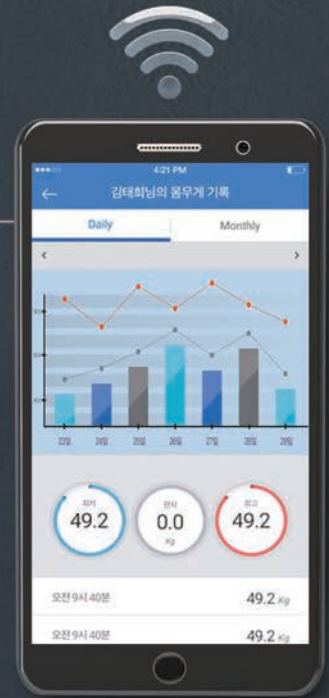 4:21 PM
김태희님의 몸무게 기록
Daily
Monthly
23일 24일 25일 26일 27일 28일 29일
최저
49.2
편차
0.0
Kg
최고
49.2
오전 9시 40분 49.2 Kg
오전 9시 40분 49.2 Kg